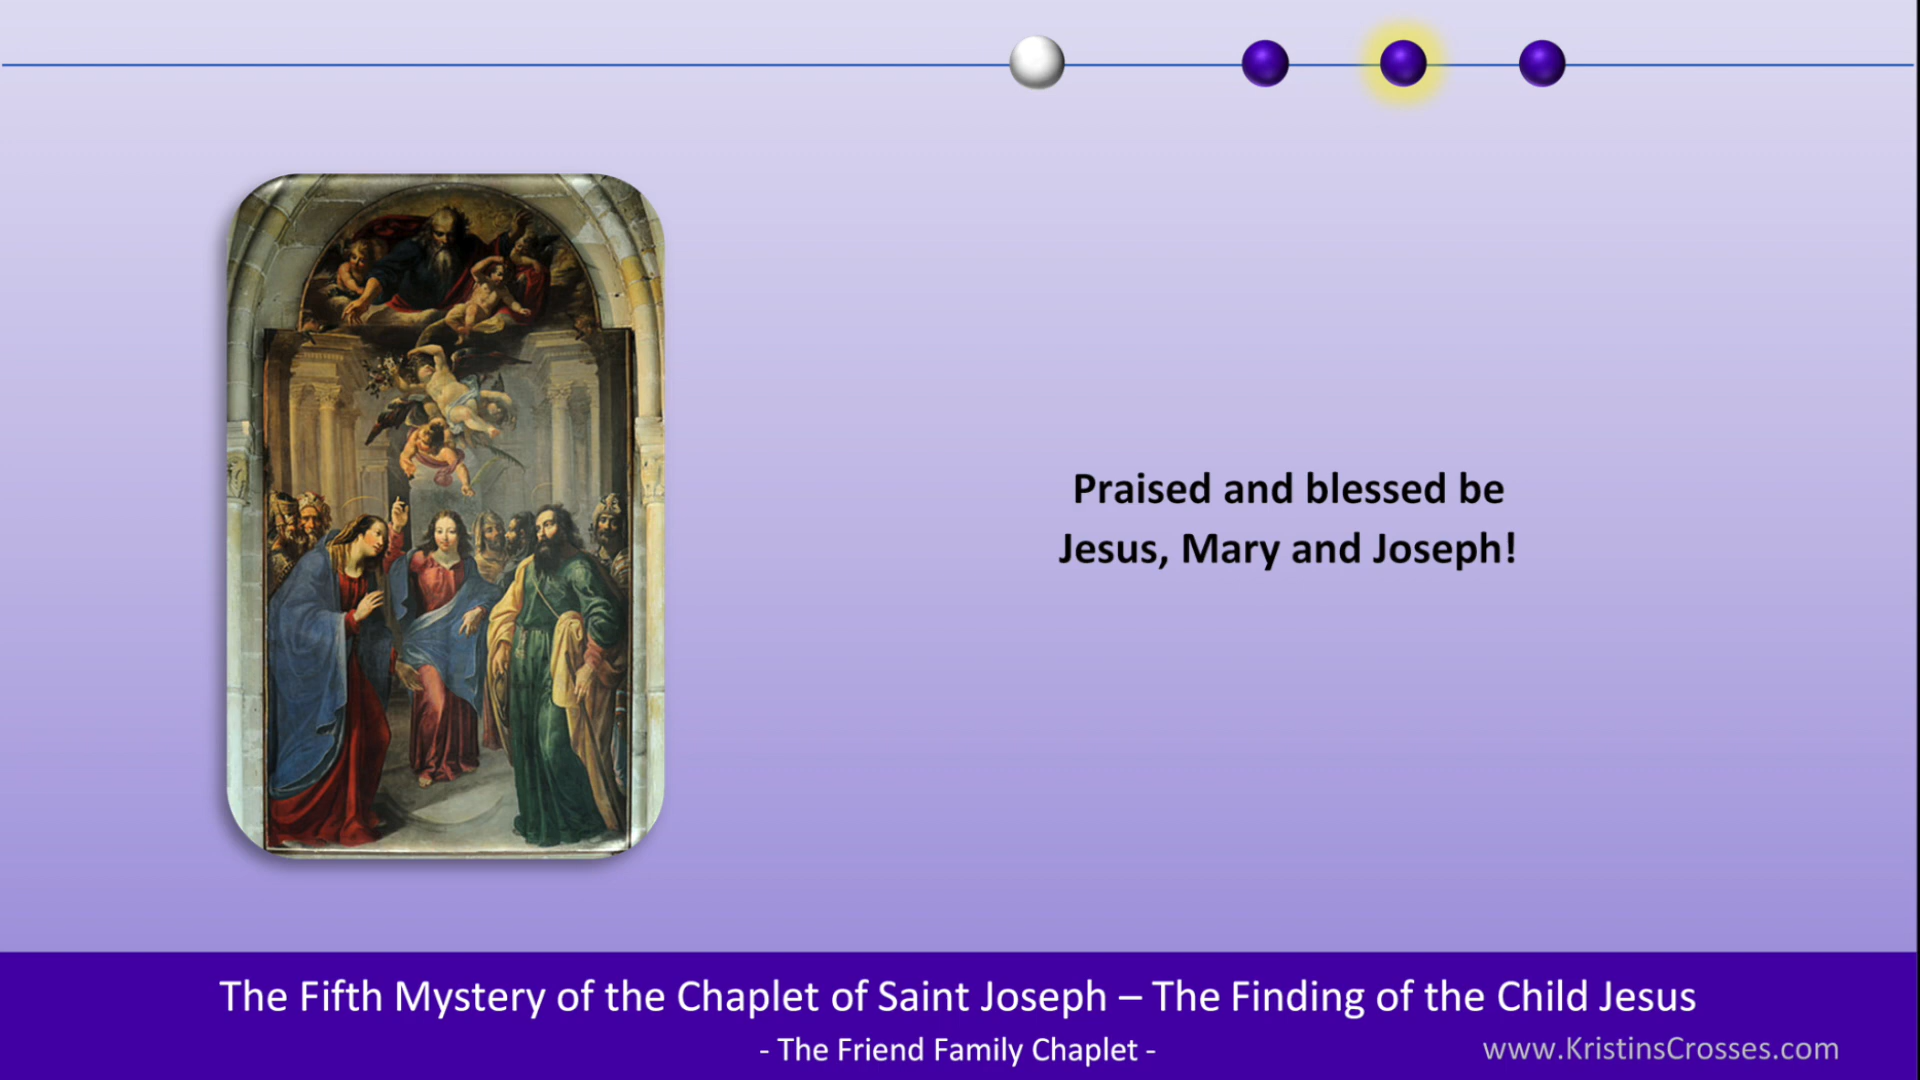 Praised and blessed be
Jesus, Mary and Joseph!
The Fifth Mystery of the Chaplet of Saint Joseph – The Finding of the Child Jesus
- The Friend Family Chaplet -
www.KristinsCrosses.com